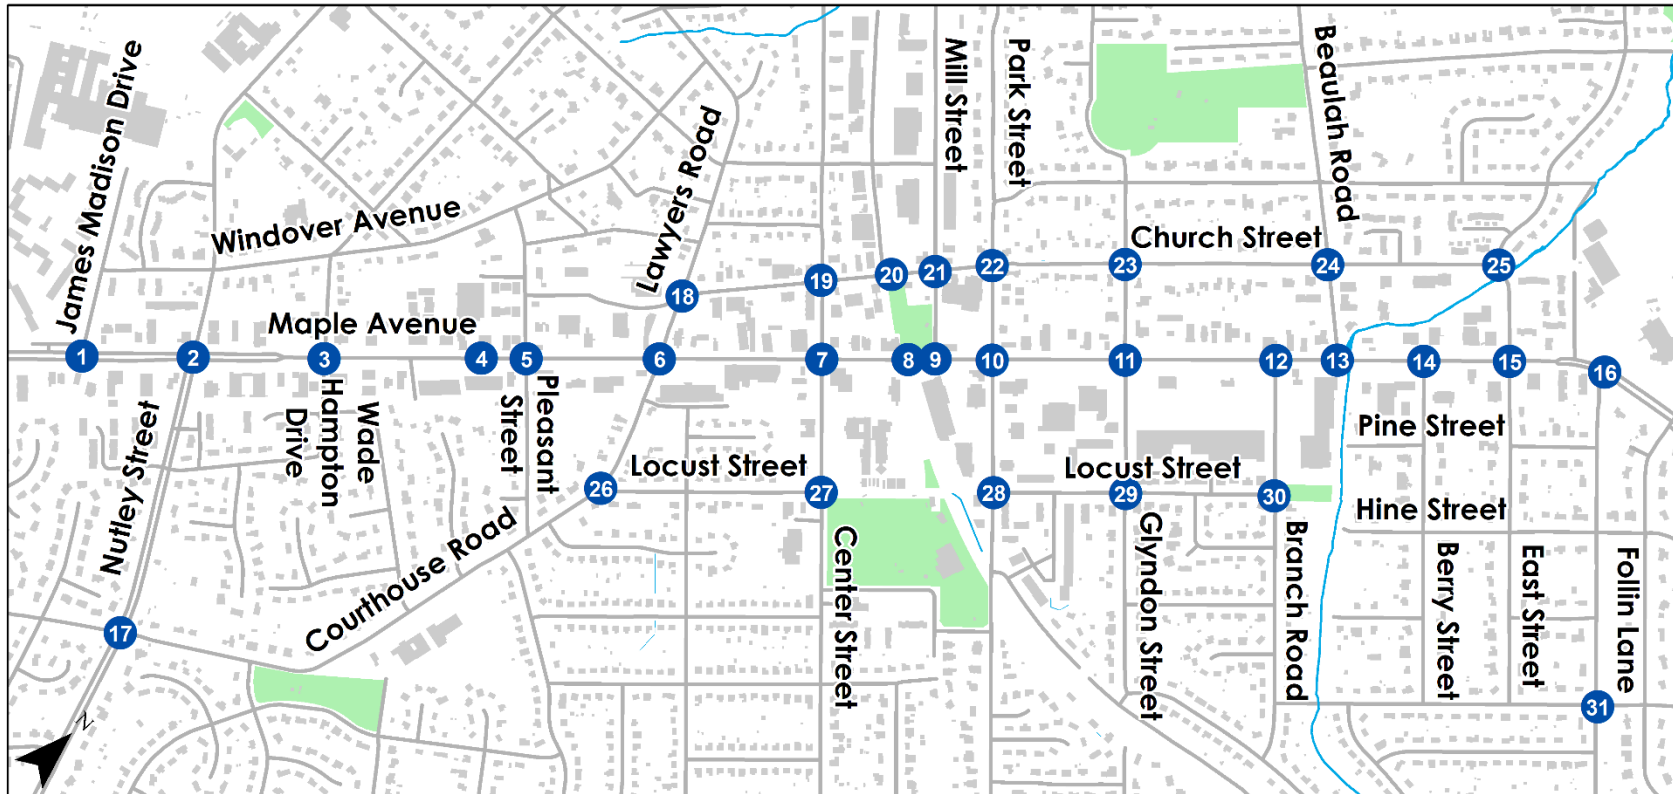 James Madison Drive
Mill Street
Park Street
Beaulah Road
Lawyers Road
Windover Avenue
Church Street
18
19
20
21
22
23
24
25
Maple Avenue
1
2
3
4
5
6
7
8
9
10
11
12
13
14
15
16
Wade
Hampton
Drive
Pleasant
Street
Nutley Street
Pine Street
Locust Street
Locust Street
26
27
28
29
30
Hine Street
Courthouse Road
Center Street
Glyndon Street
Branch Road
Berry Street
East Street
Follin Lane
17
31
N